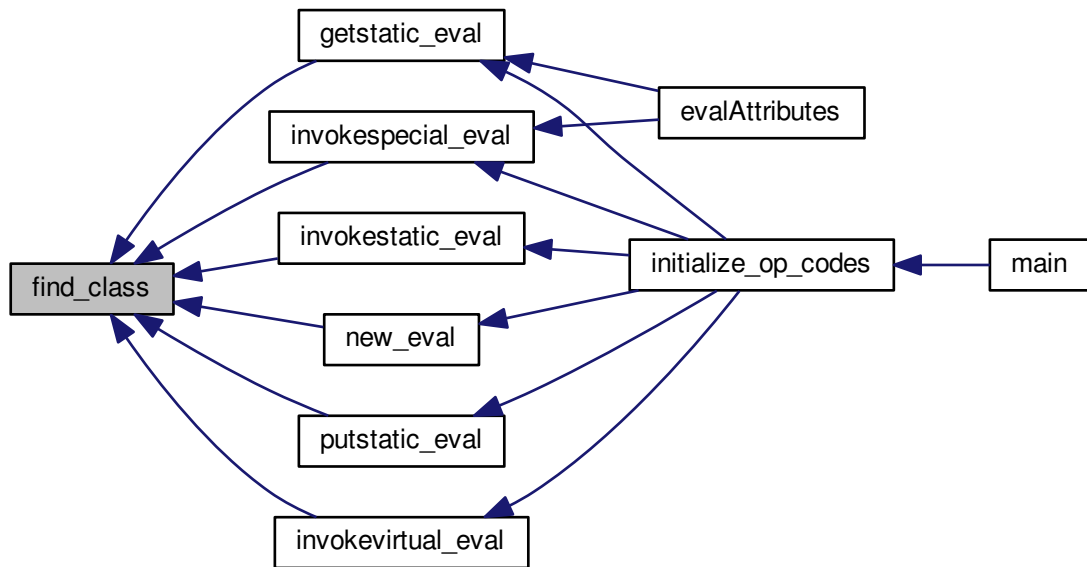 getstatic_eval
evalAttributes
invokespecial_eval
invokestatic_eval
initialize_op_codes
main
find_class
new_eval
putstatic_eval
invokevirtual_eval